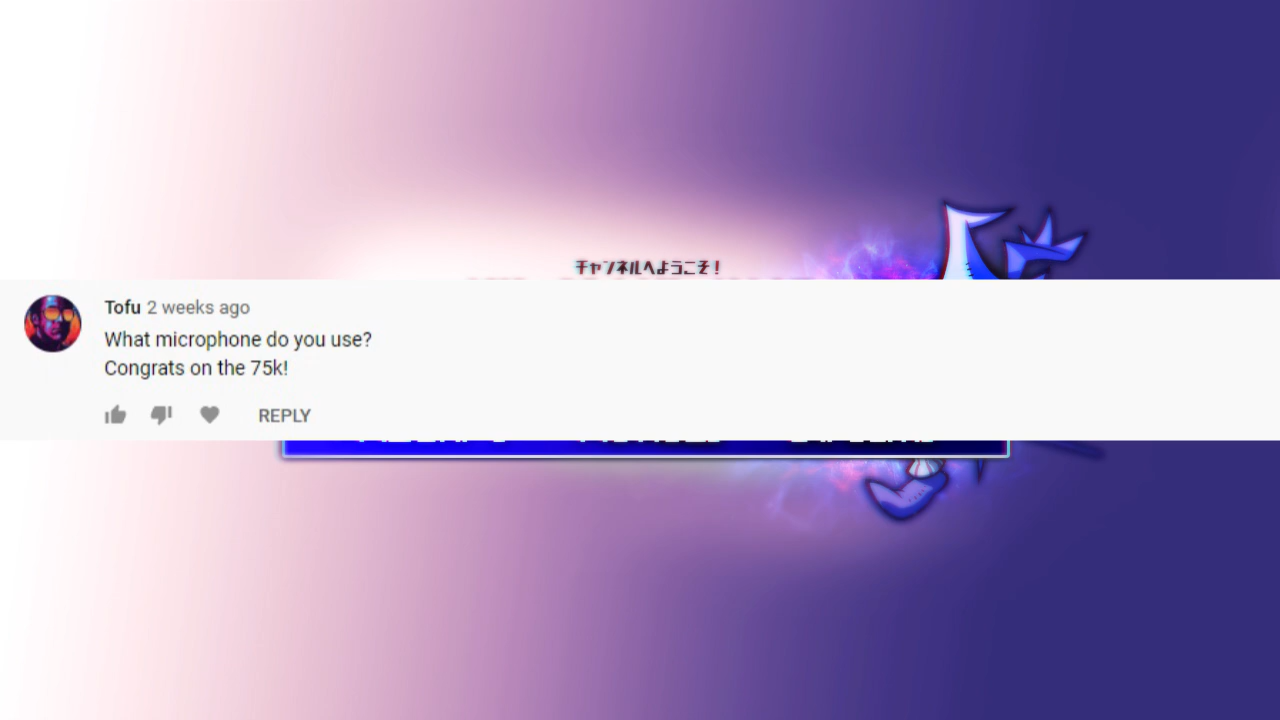 チャンネルへようこそ!
Tofu 2 weeks ago
What microphone do you use?
Congrats on the 75k!
REPLY